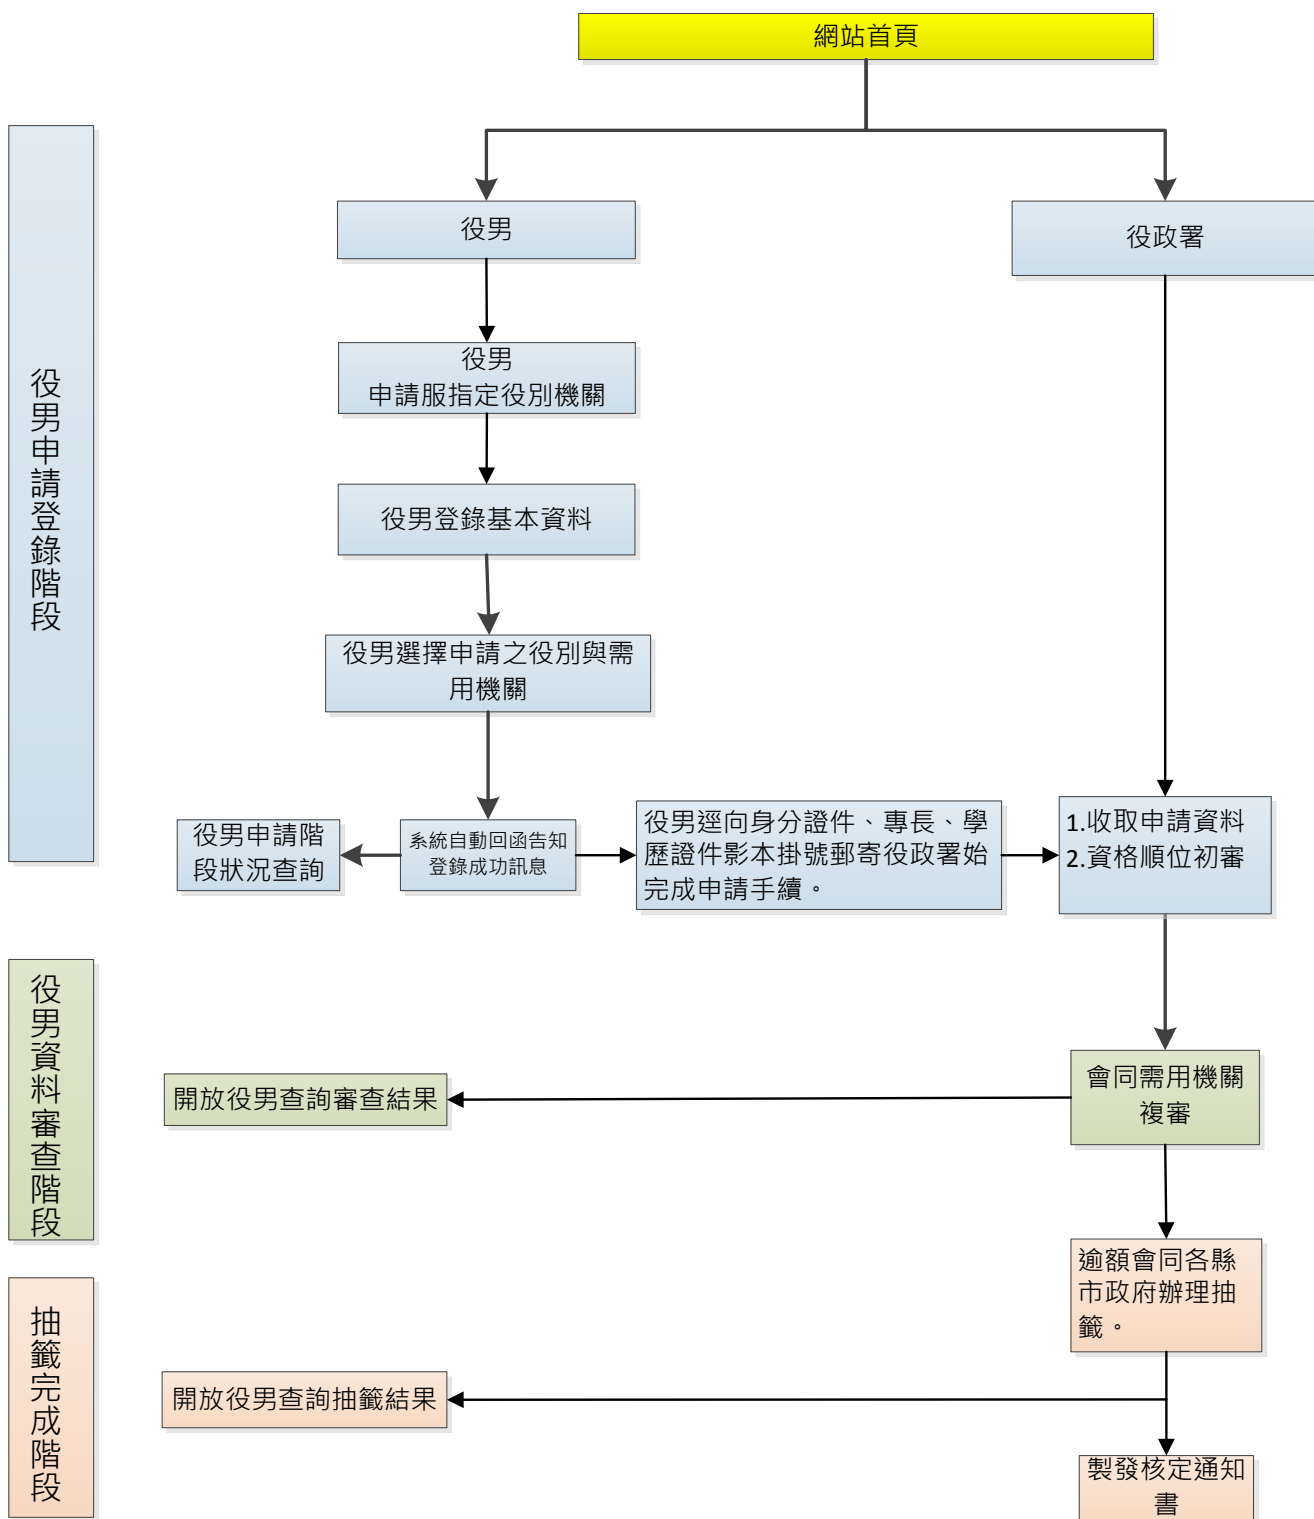 網站首頁
役男申請登錄階段
役男
役政署
役男
申請服指定役別機關
役男登錄基本資料
役男選擇申請之役別與需
用機關
役男申請階
段狀況查詢
系統自動回函告知
登錄成功訊息
役男逕向身分證件、專長、學
歷證件影本掛號郵寄役政署始
完成申請手續。
1.收取申請資料
2.資格順位初審
役男資料審查階段
開放役男查詢審查結果
會同需用機關
複審
抽籤完成階段
逾額會同各縣
市政府辦理抽
籤。
開放役男查詢抽籤結果
製發核定通知
書